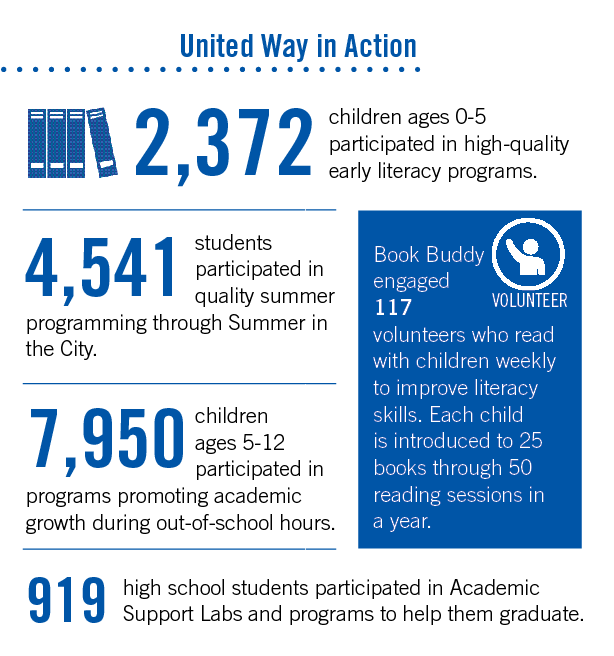 United Way in Action
2,372
children ages 0-5
participated in high-quality
early literacy programs.
4,541
students
participated in
quality summer
programming through Summer in
the City.
7,950
children
ages 5-12
participated in
programs promoting academic
growth during out-of-school hours.
Book Buddy
engaged
117
VOLUNTEER
volunteers who read
with children weekly
to improve literacy
skills. Each child
is introduced to 25
books through 50
reading sessions in
a year.
919
high school students participated in Academic
Support Labs and programs to help them graduate.